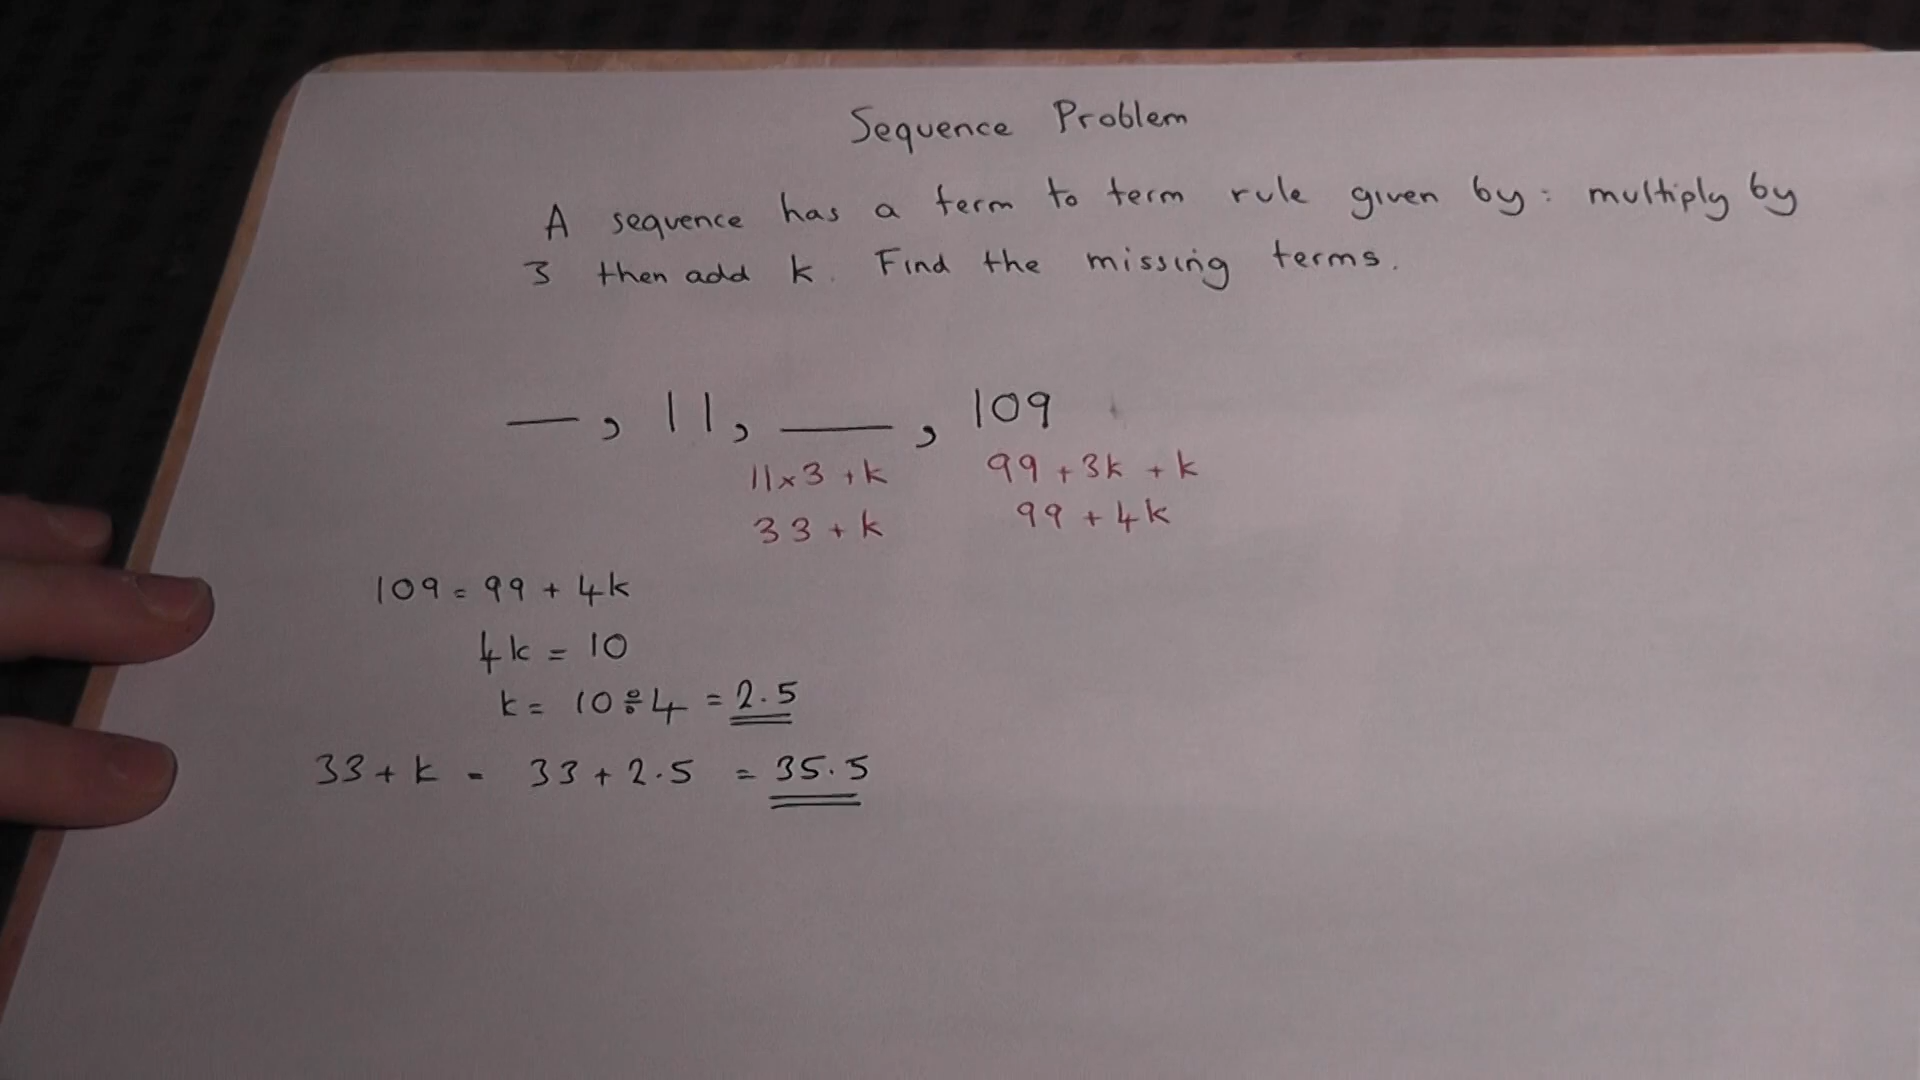 Sequence Problem
A sequence has a term to term rule given by: multiply by
3 then add k. Find the missing terms.
__, 11, __, 109
11×3 + k 99 + 3k + k
33 + k 99 + 4k
109 = 99 + 4k
4k = 10
k = 10 ÷ 4 = 2.5
33 + k = 33 + 2.5 = 35.5